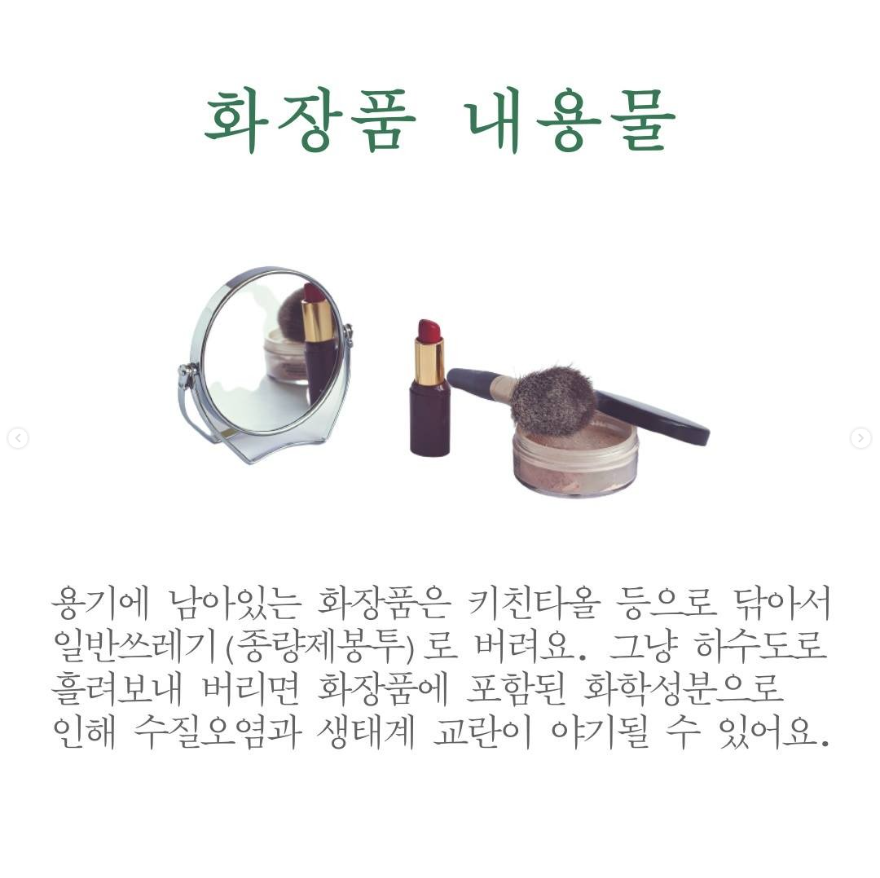 화장품 내용물
용기에 남아있는 화장품은 키친타올 등으로 닦아서
일반쓰레기(종량제봉투)로 버려요. 그냥 하수도로
흘려보내 버리면 화장품에 포함된 화학성분으로
인해 수질오염과 생태계 교란이 야기될 수 있어요.